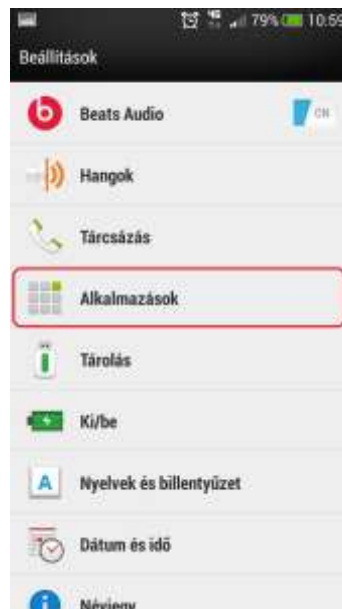 79% 10:59
Beállítások
Beats Audio
ON
Hangok
Tárcsázás
Alkalmazások
Tárolás
Ki/be
A Nyelvek és billentyűzet
Dátum és idő
Névjegy